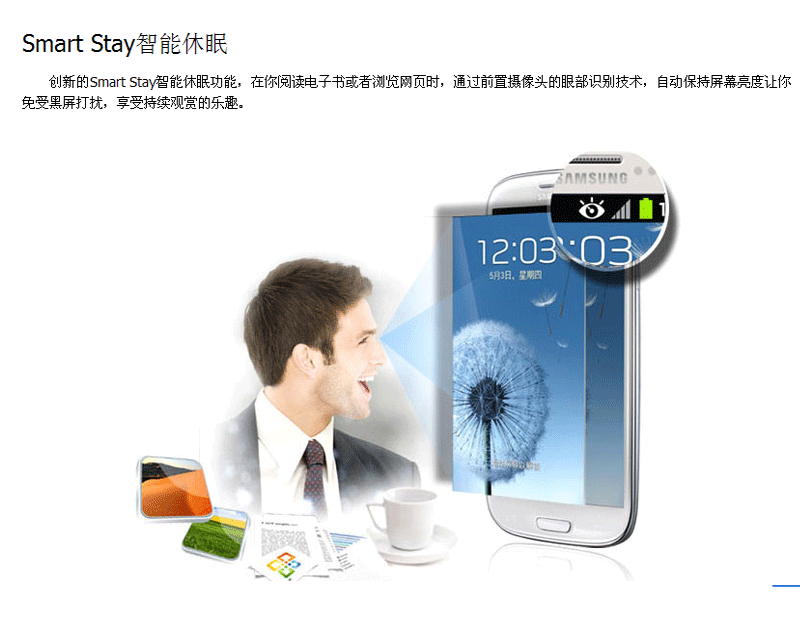 Smart Stay智能休眠
创新的Smart Stay智能休眠功能，在你阅读电子书或者浏览网页时，通过前置摄像头的眼部识别技术，自动保持屏幕亮度让你
免受黑屏打扰，享受持续观赏的乐趣。
SAMSUNG
12:03
:03
5月3日，星期四